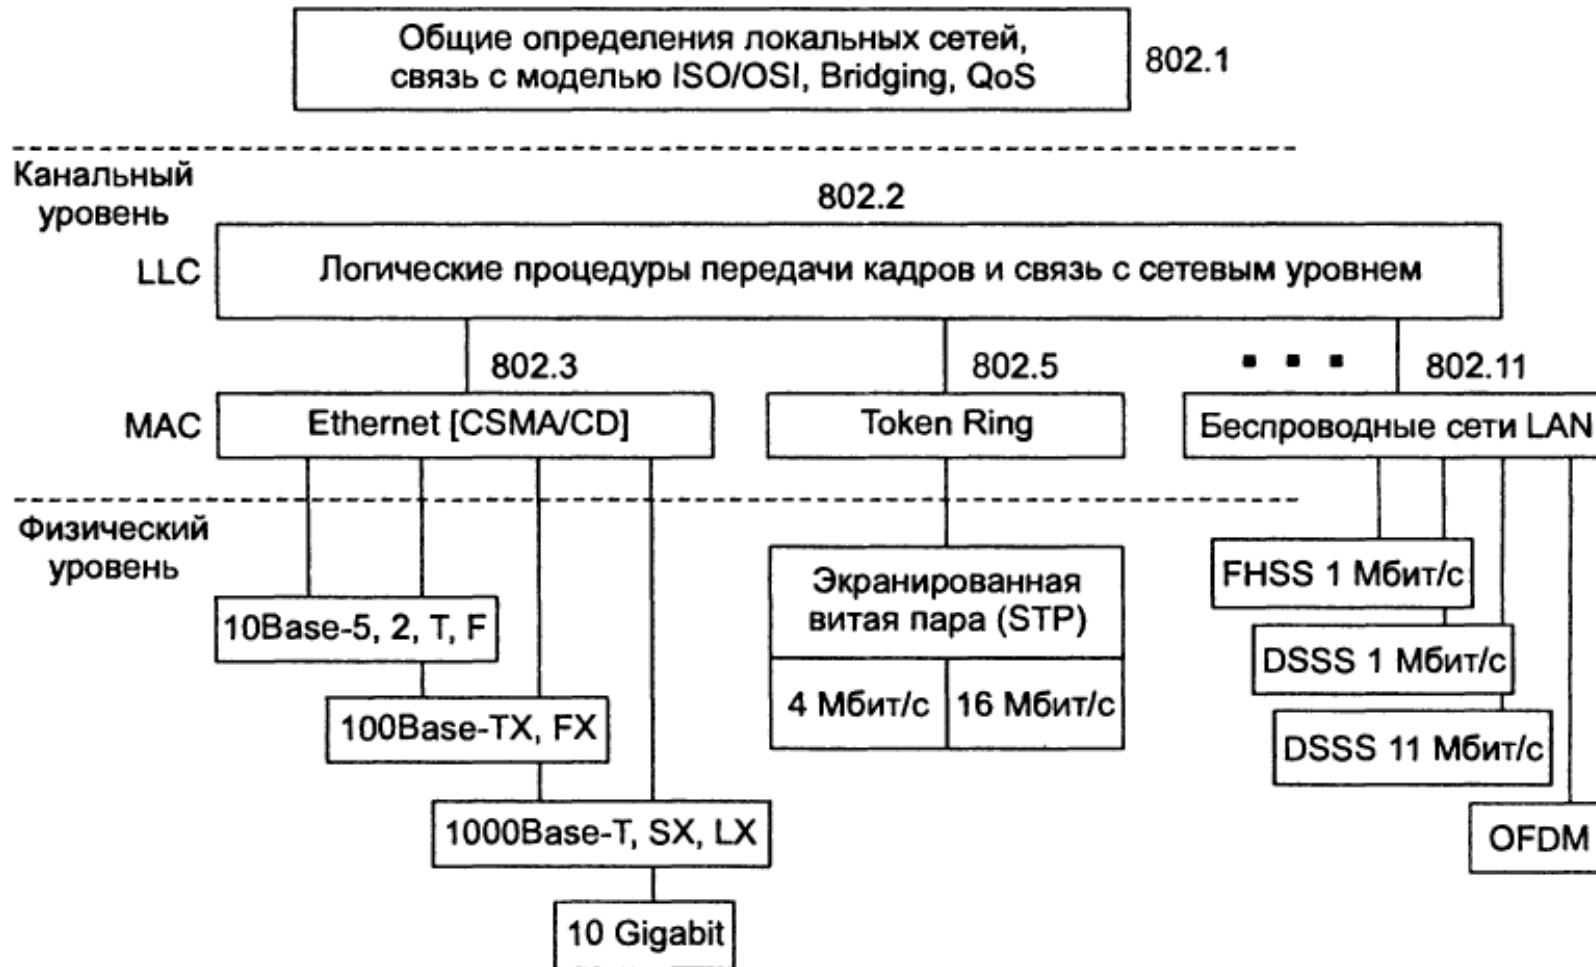 Общие определения локальных сетей,
связь с моделью ISO/OSI, Bridging, QoS
802.1
Канальный
уровень
802.2
LLC
Логические процедуры передачи кадров и связь с сетевым уровнем
802.3
802.5
802.11
MAC
Ethernet [CSMA/CD]
Token Ring
Беспроводные сети LAN
Физический
уровень
10Base-5, 2, T, F
100Base-TX, FX
1000Base-T, SX, LX
10 Gigabit
Экранированная
витая пара (STP)
4 Мбит/с
16 Мбит/с
FHSS 1 Мбит/с
DSSS 1 Мбит/с
DSSS 11 Мбит/с
OFDM